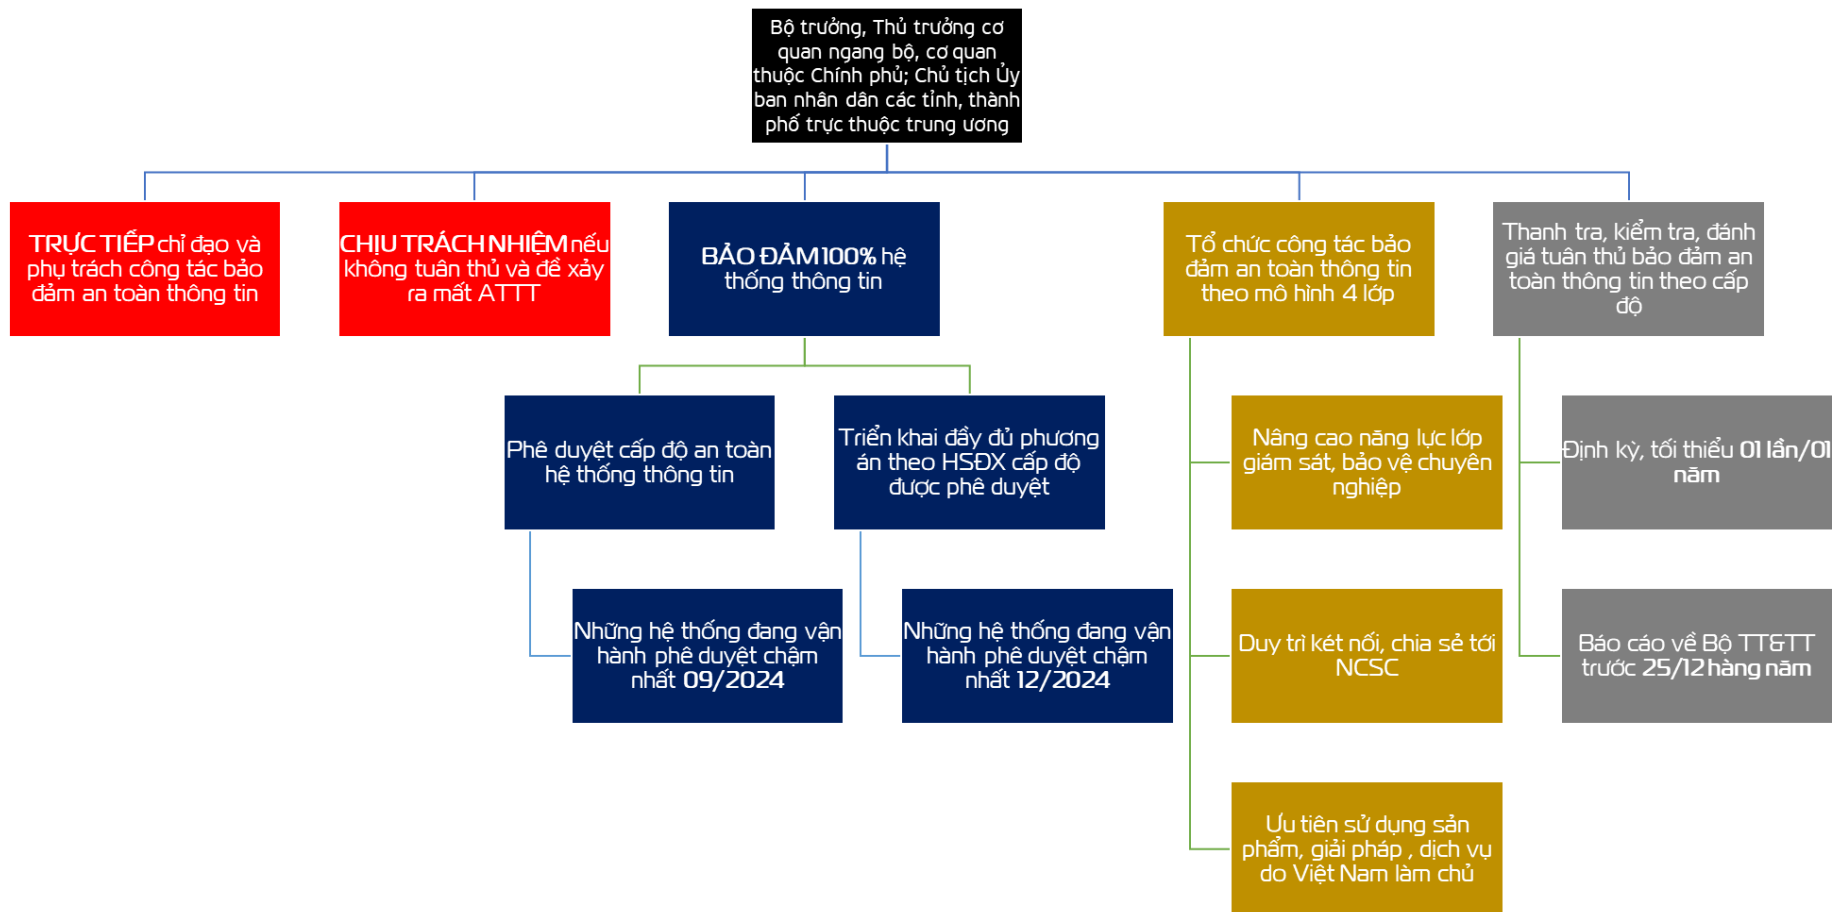 Bộ trưởng, Thủ trưởng cơ
quan ngang bộ, cơ quan
thuộc Chính phủ; Chủ tịch Ủy
ban nhân dân các tỉnh, thành
phố trực thuộc trung ương
TRỰC TIẾP chỉ đạo và
phụ trách công tác bảo
đảm an toàn thông tin
CHỊU TRÁCH NHIỆM nếu
không tuân thủ và để xảy
ra mất ATTT
BẢO ĐẢM 100% hệ
thống thông tin
Tổ chức công tác bảo
đảm an toàn thông tin
theo mô hình 4 lớp
Thanh tra, kiểm tra, đánh
giá tuân thủ bảo đảm an
toàn thông tin theo cấp
độ
Phê duyệt cấp độ an toàn
hệ thống thông tin
Triển khai đầy đủ phương
án theo HSĐX cấp độ
được phê duyệt
Nâng cao năng lực lớp
giám sát, bảo vệ chuyên
nghiệp
Định kỳ, tối thiểu 01 lần/01
năm
Những hệ thống đang vận
hành phê duyệt chậm
nhất 09/2024
Những hệ thống đang vận
hành phê duyệt chậm
nhất 12/2024
Duy trì két nối, chia sẻ tới
NCSC
Báo cáo về Bộ TT&TT
trước 25/12 hàng năm
Ưu tiên sử dụng sản
phẩm, giải pháp , dịch vụ
do Việt Nam làm chủ